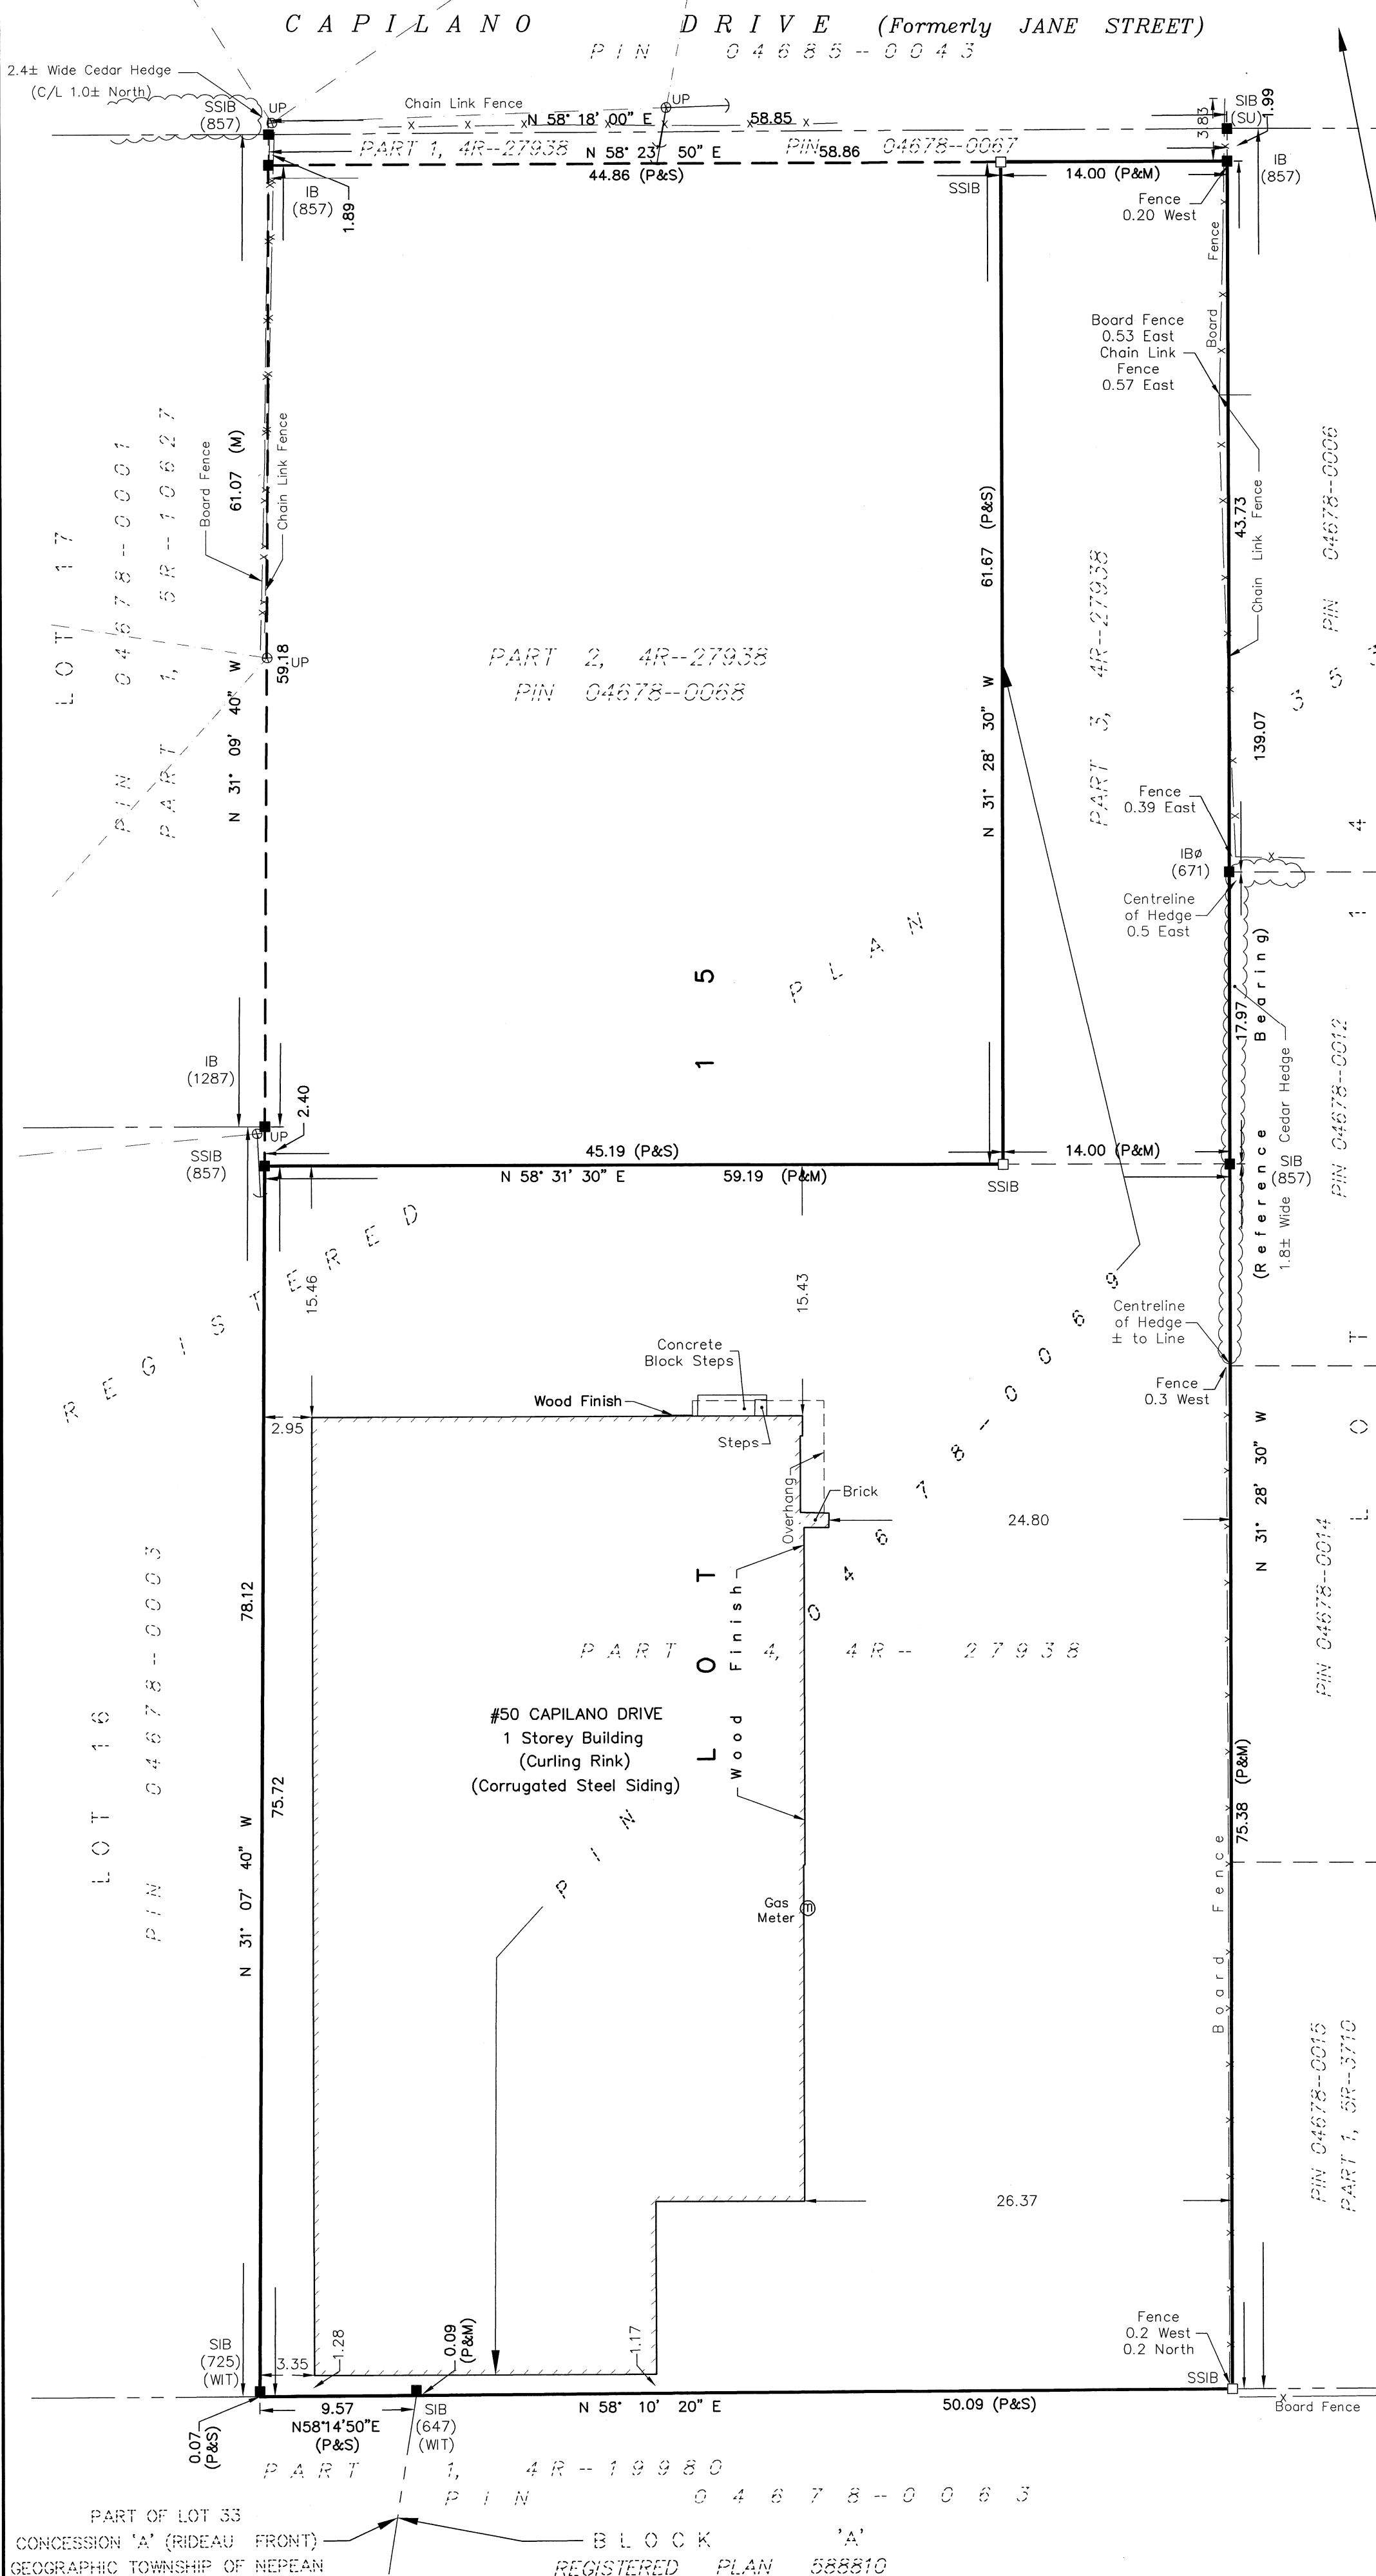 CAPILANO DRIVE (Formerly JANE STREET)
PIN 04685--0043
2.4± Wide Cedar Hedge
(C/L 1.0± North)
SSIB
(857)
UP
Chain Link Fence
UP
N 58° 18' 00" E
58.85
3.83
SIB
(SU)
1.99
PART 1, 4R--27938
N 58° 23' 50" E
PIN 04678--0067
58.86
IB
(857)
1.89
44.86 (P&S)
SSIB
14.00 (P&M)
IB
(857)
Fence
0.20 West
Board Fence
Board Fence
0.53 East
Chain Link
Fence
0.57 East
LOT 17
PIN 04678--0001
PART 1, 5R--10627
Board Fence
61.07 (M)
Chain Link Fence
N 31° 09' 40" W
59.18
UP
PART 2, 4R--27938
PIN 04678--0068
61.67 (P&S)
N 31° 28' 30" W
PART 3, 4R--27938
43.73
Chain Link Fence
PIN 04678--0006
139.07
Fence
0.39 East
IBø
(671)
Centreline
of Hedge
0.5 East
17.97
(Reference Bearing)
1.8± Wide Cedar Hedge
PIN 04678--0012
LOT 14
REGISTERED PLAN
LOT 15
IB
(1287)
2.40
UP
SSIB
(857)
45.19 (P&S)
14.00 (P&M)
N 58° 31' 30" E
59.19 (P&M)
SSIB
SIB
(857)
15.46
15.43
Centreline
of Hedge
± to Line
Fence
0.3 West
Concrete
Block Steps
Wood Finish
Steps
2.95
Overhang
Brick
24.80
N 31° 28' 30" W
PIN 04678--0014
PIN 04678-0069
Wood Finish
PART 4, 4R-- 27938
#50 CAPILANO DRIVE
1 Storey Building
(Curling Rink)
(Corrugated Steel Siding)
LOT 16
PIN 04678--0003
78.12
75.72
N 31° 07' 40" W
75.38 (P&M)
Board Fence
Gas
Meter
M
PIN 04678--0015
PART 1, 5R--3710
26.37
SIB
(725)
(WIT)
3.35
1.28
0.09
(P&M)
1.17
Fence
0.2 West
0.2 North
SSIB
Board Fence
0.07
(P&S)
9.57
N58°14'50"E
(P&S)
SIB
(647)
(WIT)
N 58° 10' 20" E
50.09 (P&S)
PART 1, 4R--19980
PIN 04678--0063
PART OF LOT 33
CONCESSION 'A' (RIDEAU FRONT)
GEOGRAPHIC TOWNSHIP OF NEPEAN
BLOCK 'A'
REGISTERED PLAN 588810